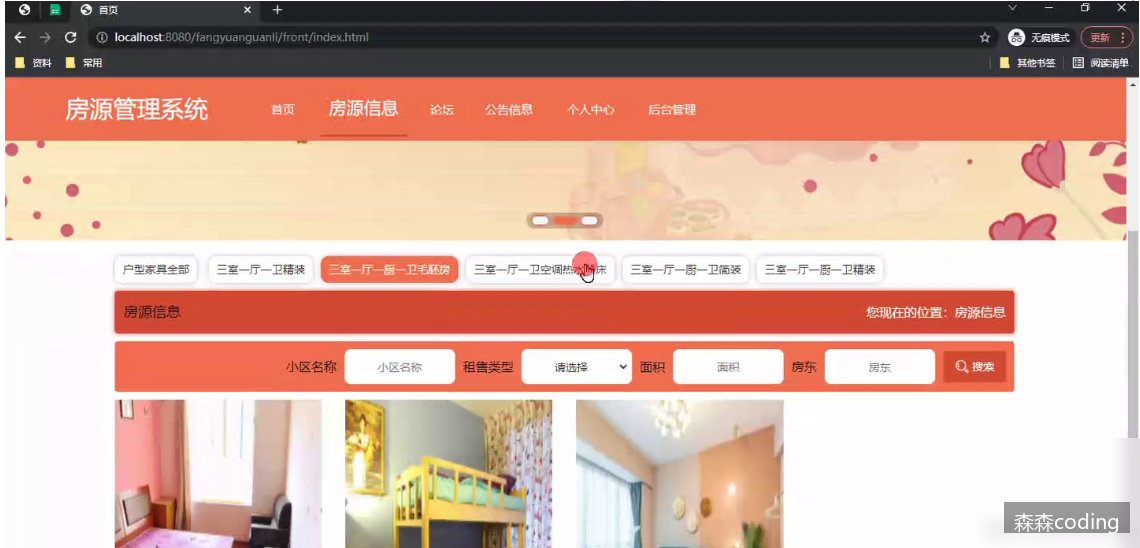 首页
localhost:8080/fangyuanguanli/front/index.html
无痕模式
更新
资料 常用 其他书签 阅读清单
房源管理系统 首页 房源信息 论坛 公告信息 个人中心 后台管理
户型家具全部 三室一厅一卫精装 三室一厅一厨一卫毛胚房 三室一厅一卫空调热水 床 三室一厅一厨一卫简装 三室一厅一厨一卫精装
房源信息 您现在的位置：房源信息
小区名称 小区名称 租售类型 请选择 面积 面积 房东 房东 搜索
森森coding